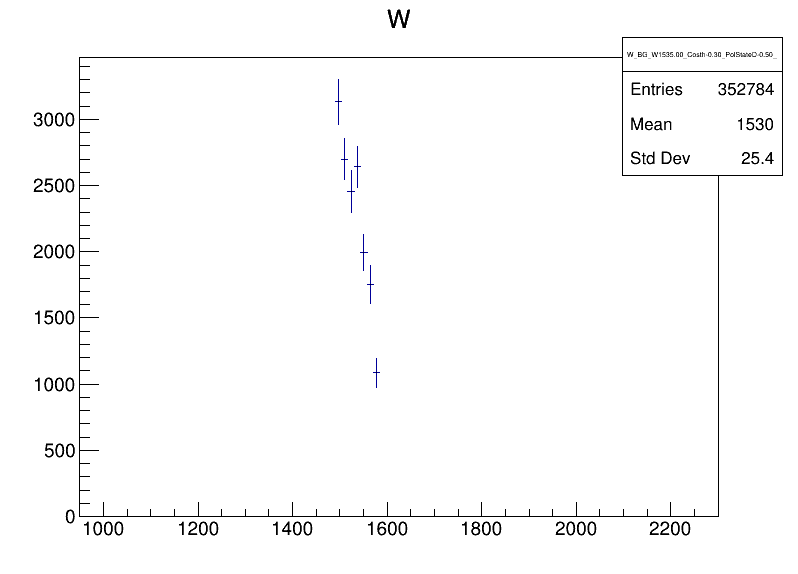 W
W_BG_W1535.00_Costh-0.30_PolStateD-0.50_
Entries 352784
Mean 1530
Std Dev 25.4
3000
2500
2000
1500
1000
500
0
1000 1200 1400 1600 1800 2000 2200